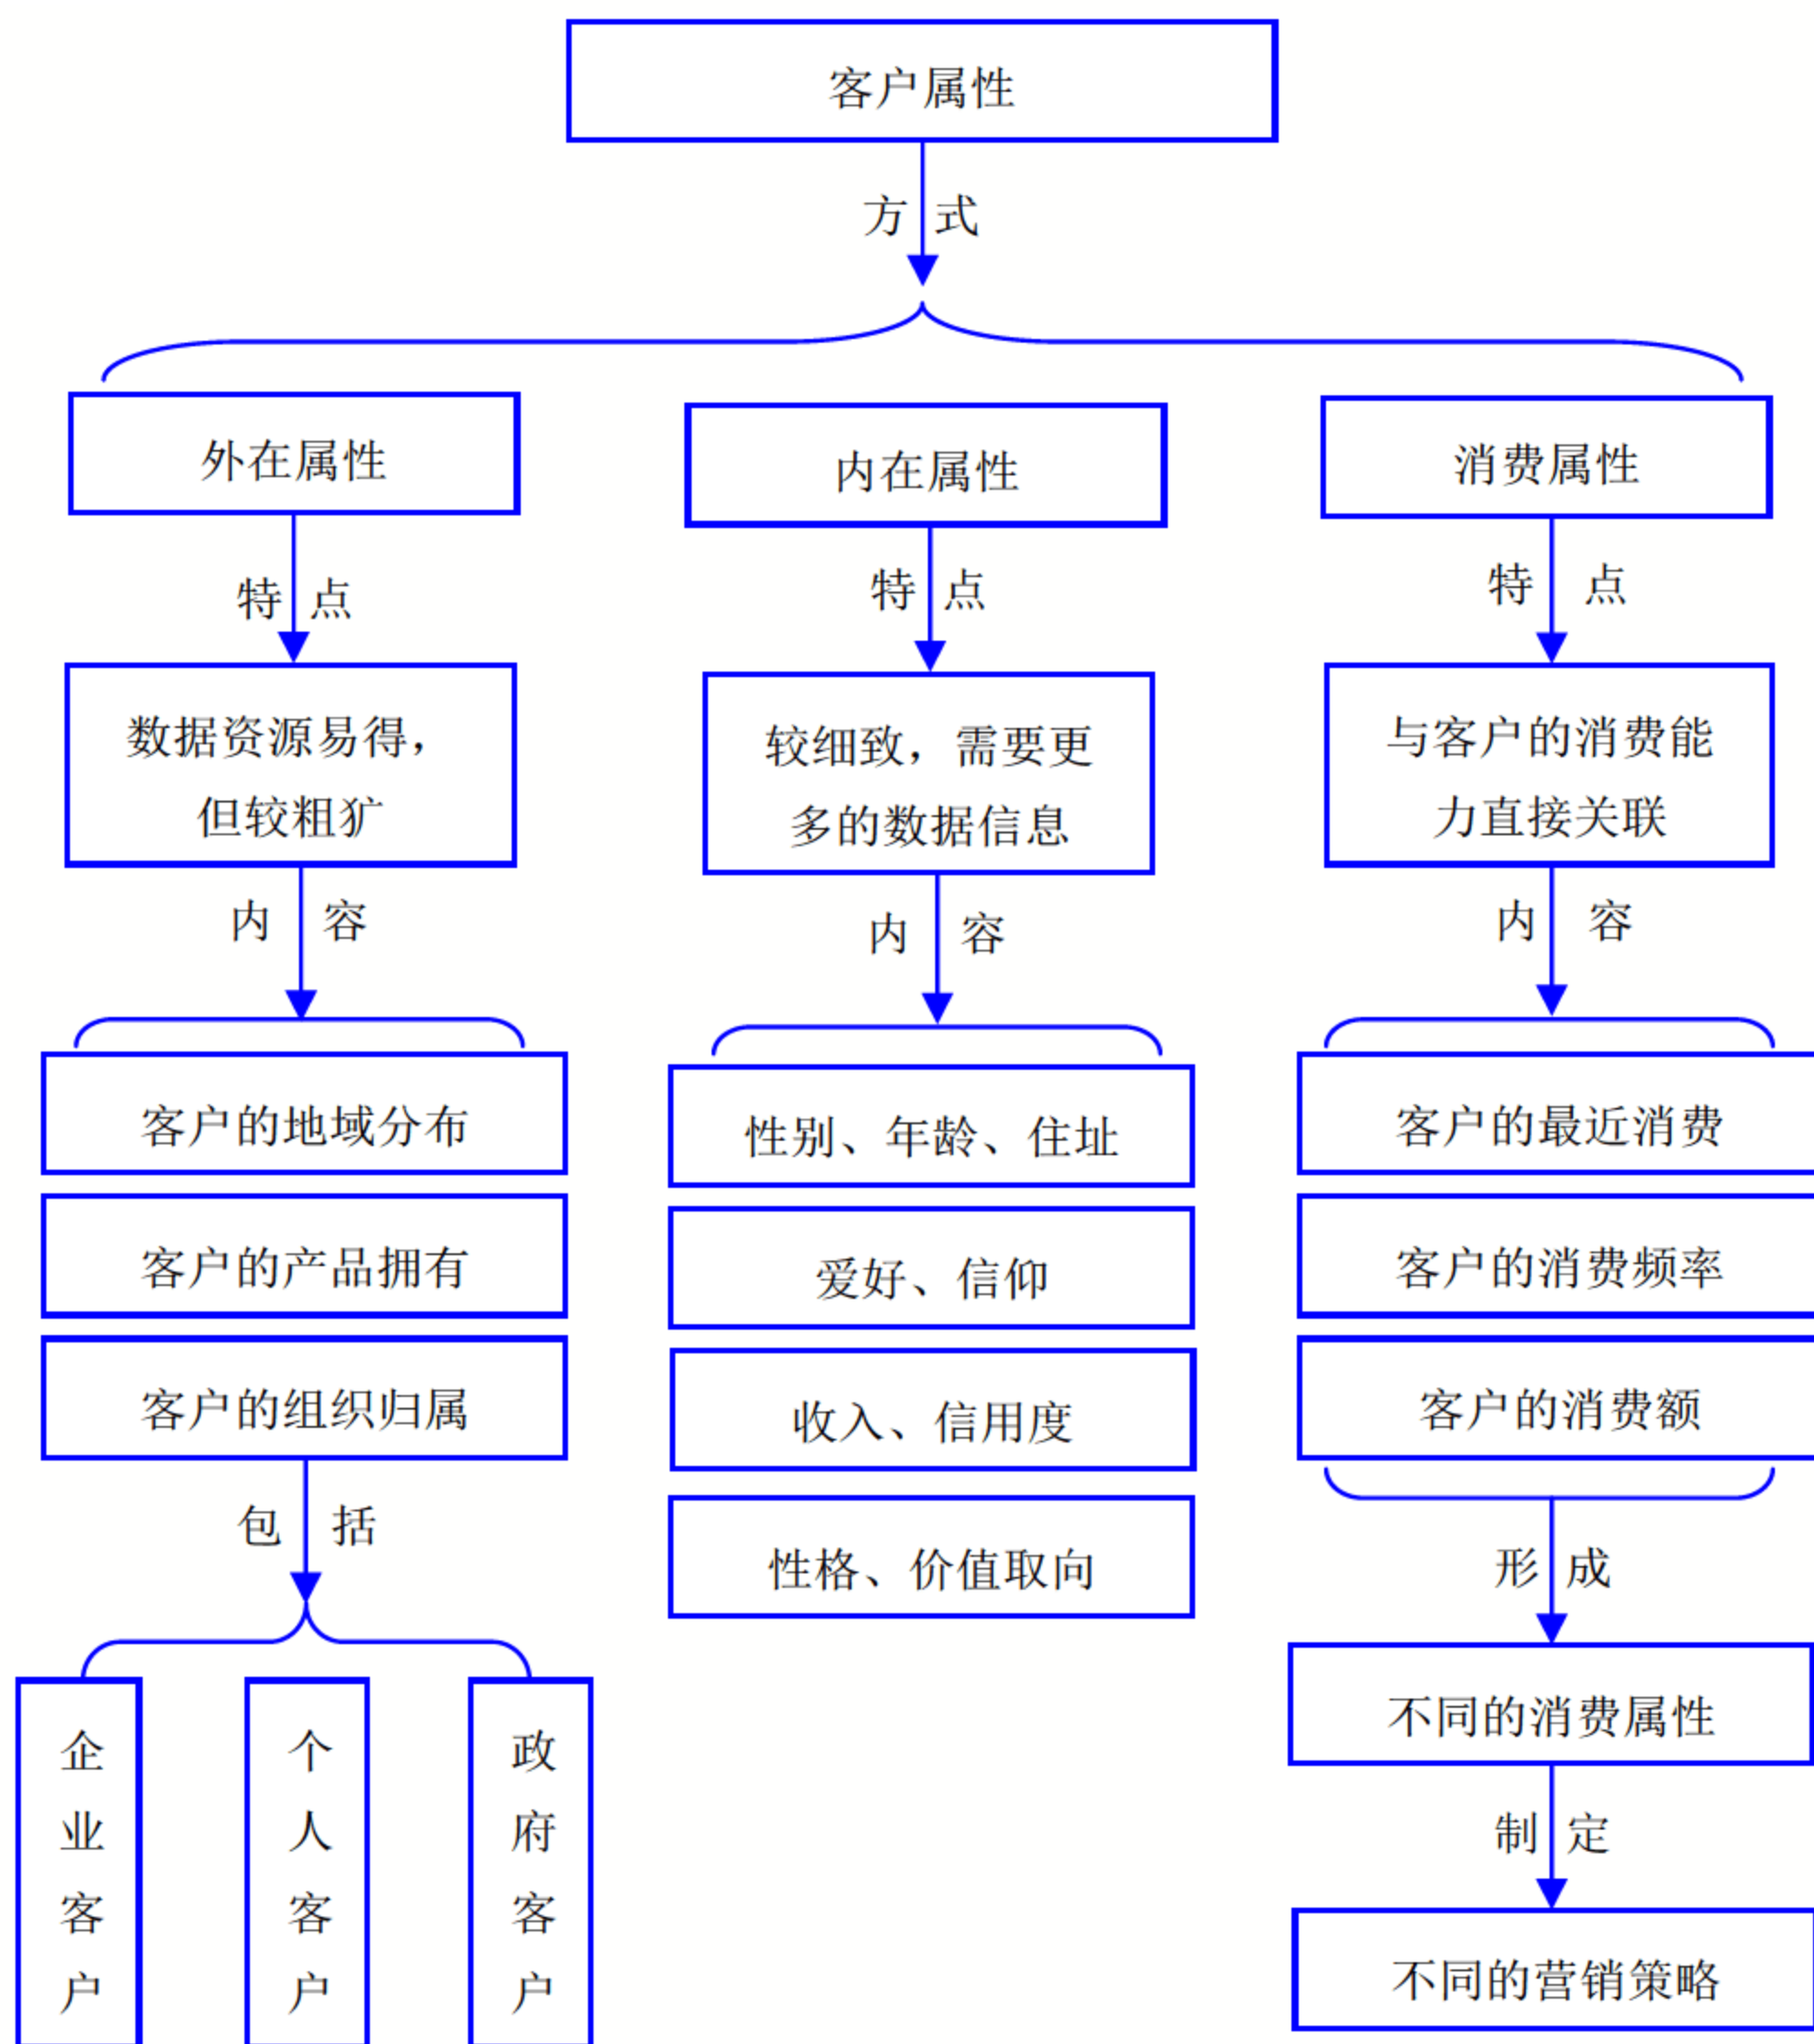 客户属性
方式
外在属性
内在属性
消费属性
特点
特点
特点
数据资源易得，
但较粗犷
较细致，需要更
多的数据信息
与客户的消费能
力直接关联
内容
内容
内容
客户的地域分布
客户的产品拥有
客户的组织归属
性别、年龄、住址
爱好、信仰
收入、信用度
性格、价值取向
客户的最近消费
客户的消费频率
客户的消费额
包括
企业客户
个人客户
政府客户
形成
不同的消费属性
制定
不同的营销策略